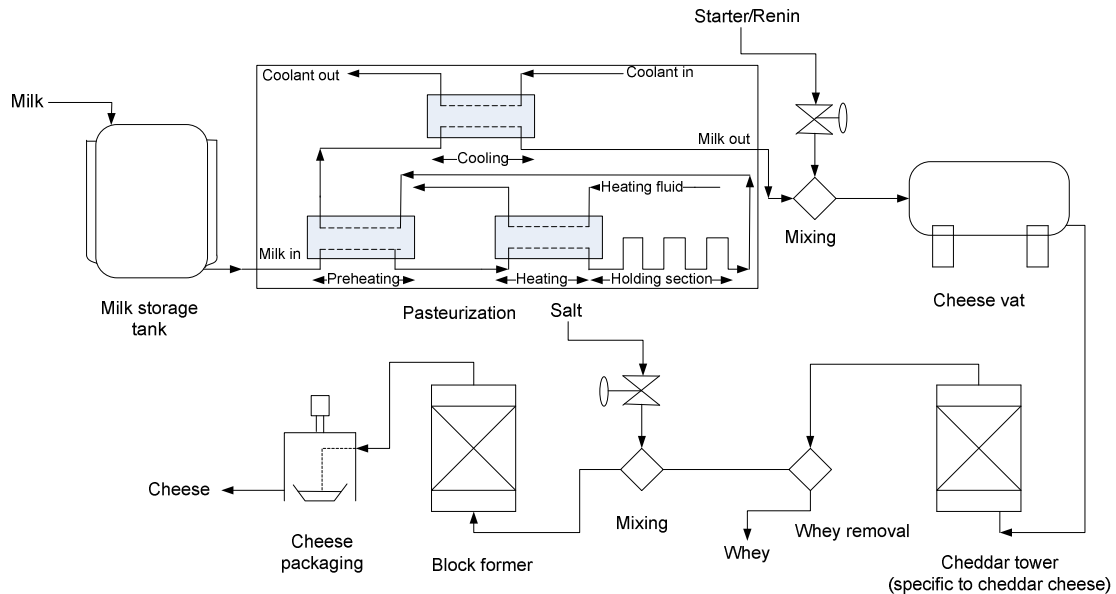 Starter/Renin
Milk
Coolant out
Coolant in
Cooling
Milk out
Heating fluid
Milk in
Preheating
Heating
Holding section
Mixing
Milk storage
tank
Pasteurization
Cheese vat
Salt
Cheese
Mixing
Whey removal
Whey
Cheese
packaging
Block former
Cheddar tower
(specific to cheddar cheese)